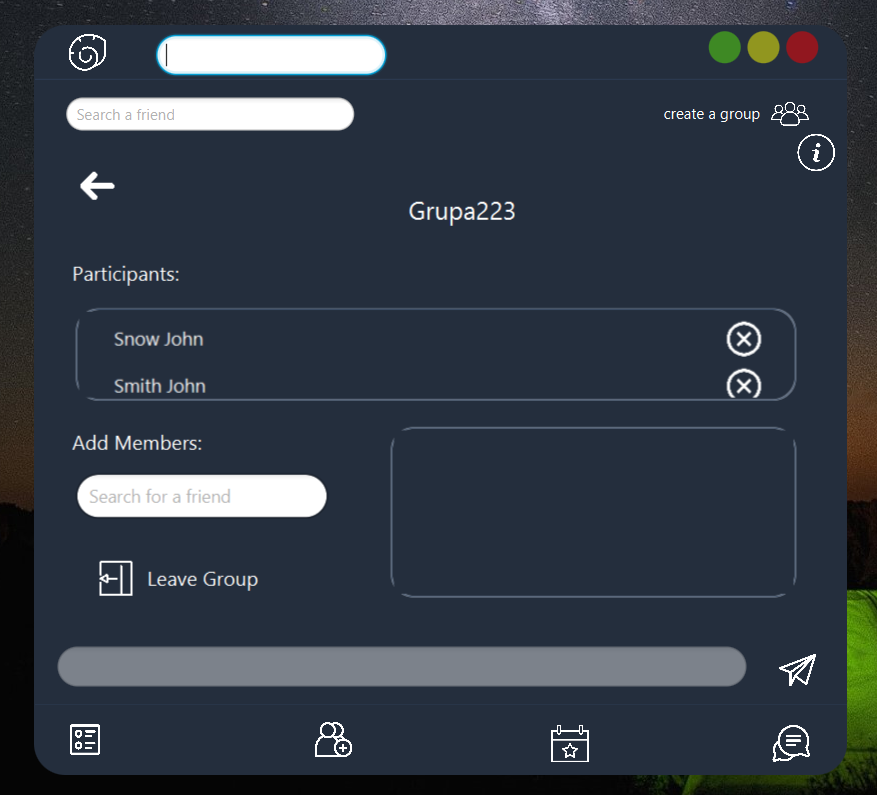 Search a friend
create a group
i
Grupa223
Participants:
Snow John
Smith John
Add Members:
Search for a friend
Leave Group